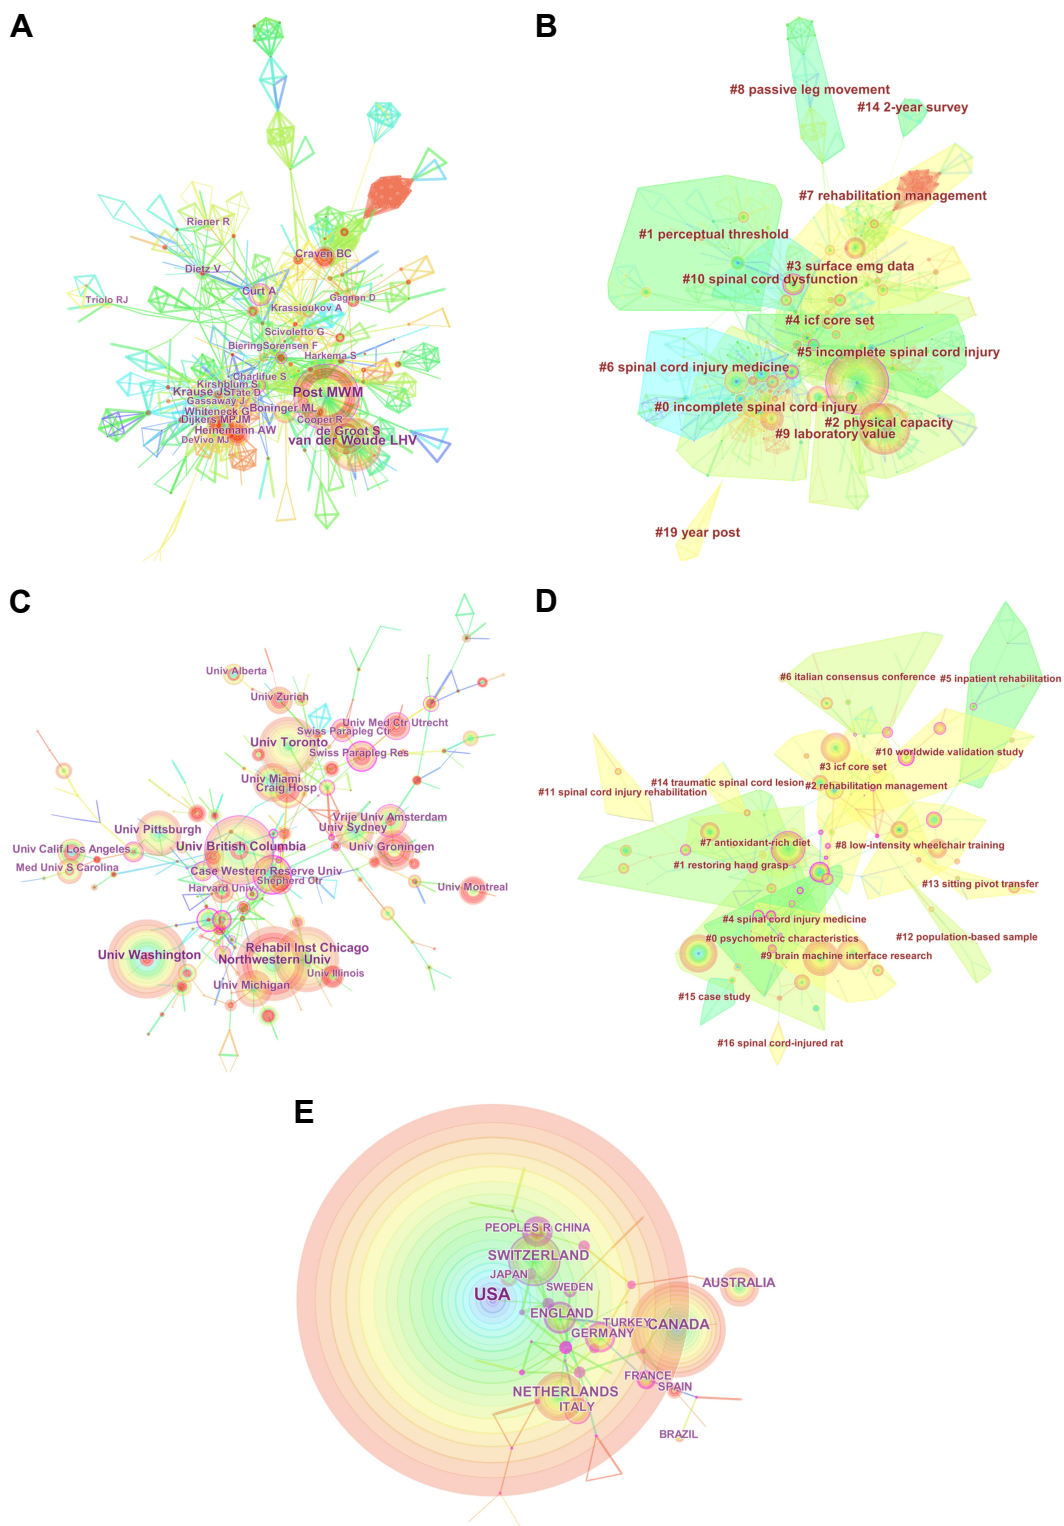 A
Riener R
Craven BC
Dietz V
Curt A
Gagnon D
Triolo RJ
Krassioukov A
Scivoletto G
BieringSorensen F
Harkema S
Charlifue S
Kirshblum S
Krause JS
Tate D
Post MWM
Gassaway J
Whiteneck G
Boninger ML
Dijkers MPJM
Cooper R
Heinemann AW
de Groot S
DeVivo MJ
van der Woude LHV
B
#8 passive leg movement
#14 2-year survey
#7 rehabilitation management
#1 perceptual threshold
#3 surface emg data
#10 spinal cord dysfunction
#4 icf core set
#5 incomplete spinal cord injury
#6 spinal cord injury medicine
#0 incomplete spinal cord injury
#2 physical capacity
#9 laboratory value
#19 year post
C
Univ Alberta
Univ Zurich
Univ Med Ctr Utrecht
Swiss Parapleg Ctr
Univ Toronto
Swiss Parapleg Res
Univ Miami
Craig Hosp
Vrije Univ Amsterdam
Univ Pittsburgh
Univ Sydney
Univ Calif Los Angeles
Univ British Columbia
Univ Groningen
Med Univ S Carolina
Case Western Reserve Univ
Shepherd Ctr
Harvard Univ
Univ Montreal
Univ Washington
Rehabil Inst Chicago
Northwestern Univ
Univ Illinois
Univ Michigan
D
#6 italian consensus conference
#5 inpatient rehabilitation
#10 worldwide validation study
#3 icf core set
#14 traumatic spinal cord lesion
#2 rehabilitation management
#11 spinal cord injury rehabilitation
#7 antioxidant-rich diet
#8 low-intensity wheelchair training
#1 restoring hand grasp
#13 sitting pivot transfer
#4 spinal cord injury medicine
#0 psychometric characteristics
#12 population-based sample
#9 brain machine interface research
#15 case study
#16 spinal cord-injured rat
E
PEOPLES R CHINA
SWITZERLAND
JAPAN
SWEDEN
AUSTRALIA
USA
ENGLAND
TURKEY
CANADA
GERMANY
FRANCE
SPAIN
NETHERLANDS
ITALY
BRAZIL